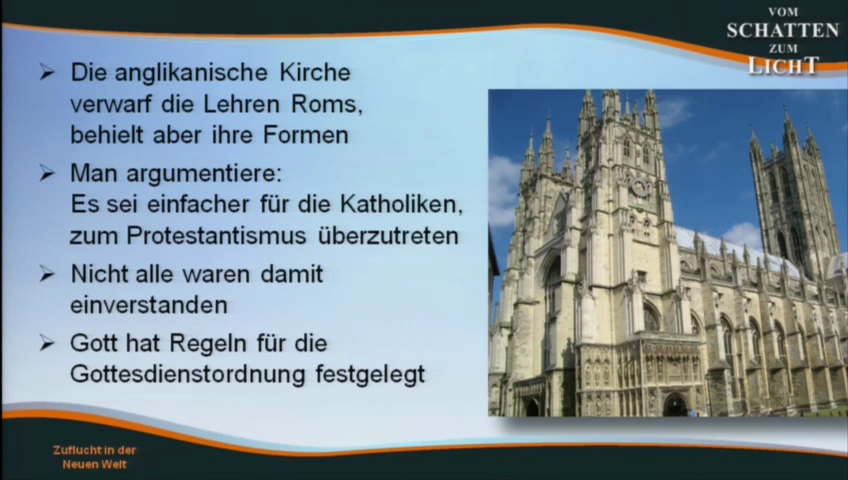 VOM
SCHATTEN
ZUM
LICHT
Die anglikanische Kirche
verwarf die Lehren Roms,
behielt aber ihre Formen
Man argumentiere:
Es sei einfacher für die Katholiken,
zum Protestantismus überzutreten
Nicht alle waren damit
einverstanden
Gott hat Regeln für die
Gottesdienstordnung festgelegt
Zuflucht in der
Neuen Welt